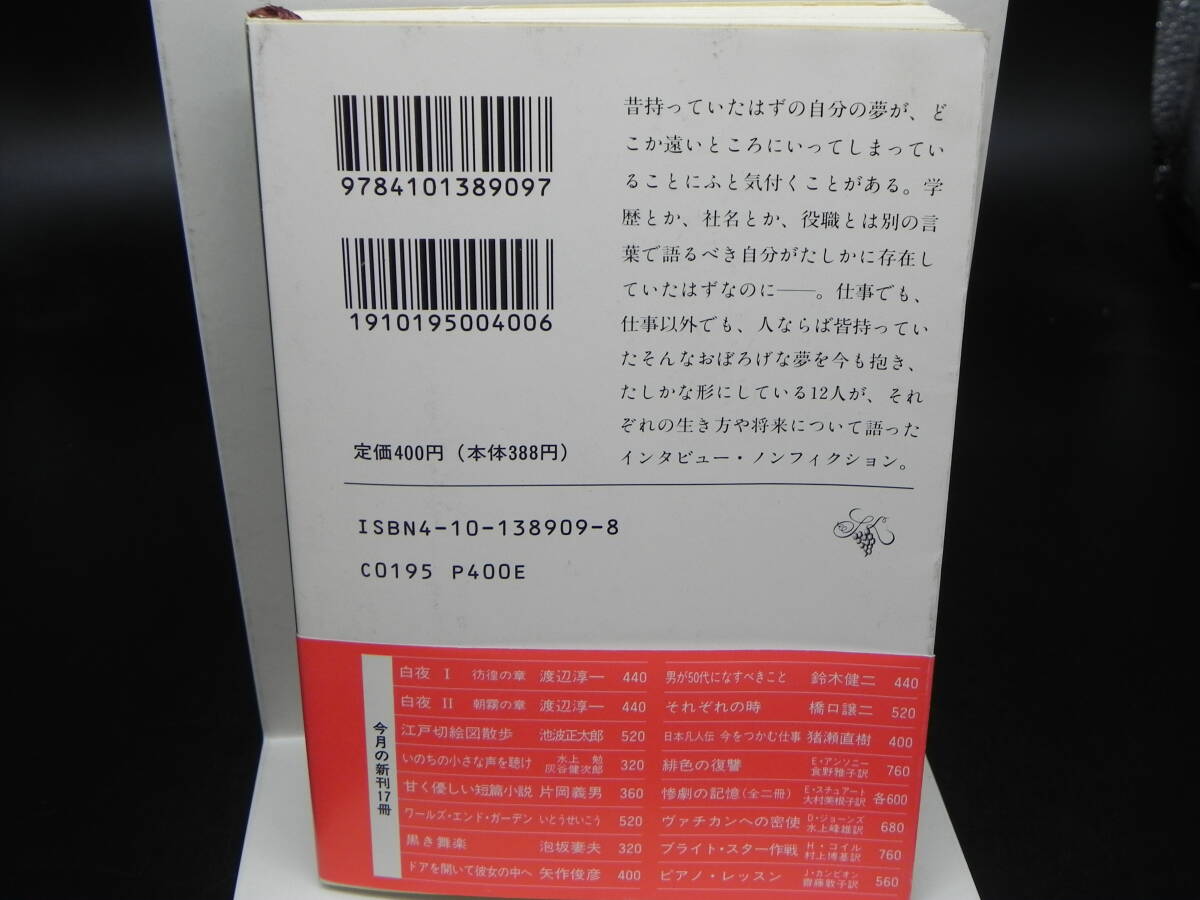 9784101389097
1910195004006
定価400円（本体388円）
昔持っていたはずの自分の夢が、ど
こか遠いところにいってしまってい
ることにふと気付くことがある。学
歴とか、社名とか、役職とは別の言
葉で語るべき自分がたしかに存在し
ていたはずなのに――。仕事でも、
仕事以外でも、人ならば皆持ってい
たそんなおぼろげな夢を今も抱き、
たしかな形にしている12人が、それ
ぞれの生き方や将来について語った
インタビュー・ノンフィクション。
ISBN4-10-138909-8
C0195 P400E
今月の新刊17冊
白夜 I 彷徨の章 渡辺淳一 440
白夜 II 朝霧の章 渡辺淳一 440
江戸切絵図散歩 池波正太郎 520
いのちの小さな声を聴け 水上 勉 灰谷健次郎 320
甘く優しい短篇小説 片岡義男 360
ワールズ・エンド・ガーデン いとうせいこう 520
黒き舞楽 泡坂妻夫 320
ドアを開いて彼女の中へ 矢作俊彦 400
男が50代になすべきこと 鈴木健二 440
それぞれの時 橋口譲二 520
日本凡人伝 今をつかむ仕事 猪瀬直樹 400
緋色の復讐 E・アンソニー 食野雅子訳 760
惨劇の記憶（全二冊） E・スチュアート 大村美根子訳 各600
ヴァチカンへの密使 D・ジョーンズ 水上峰雄訳 680
ブライト・スター作戦 H・コイル 村上博基訳 760
ピアノ・レッスン J・カンピオン 齋藤敦子訳 560